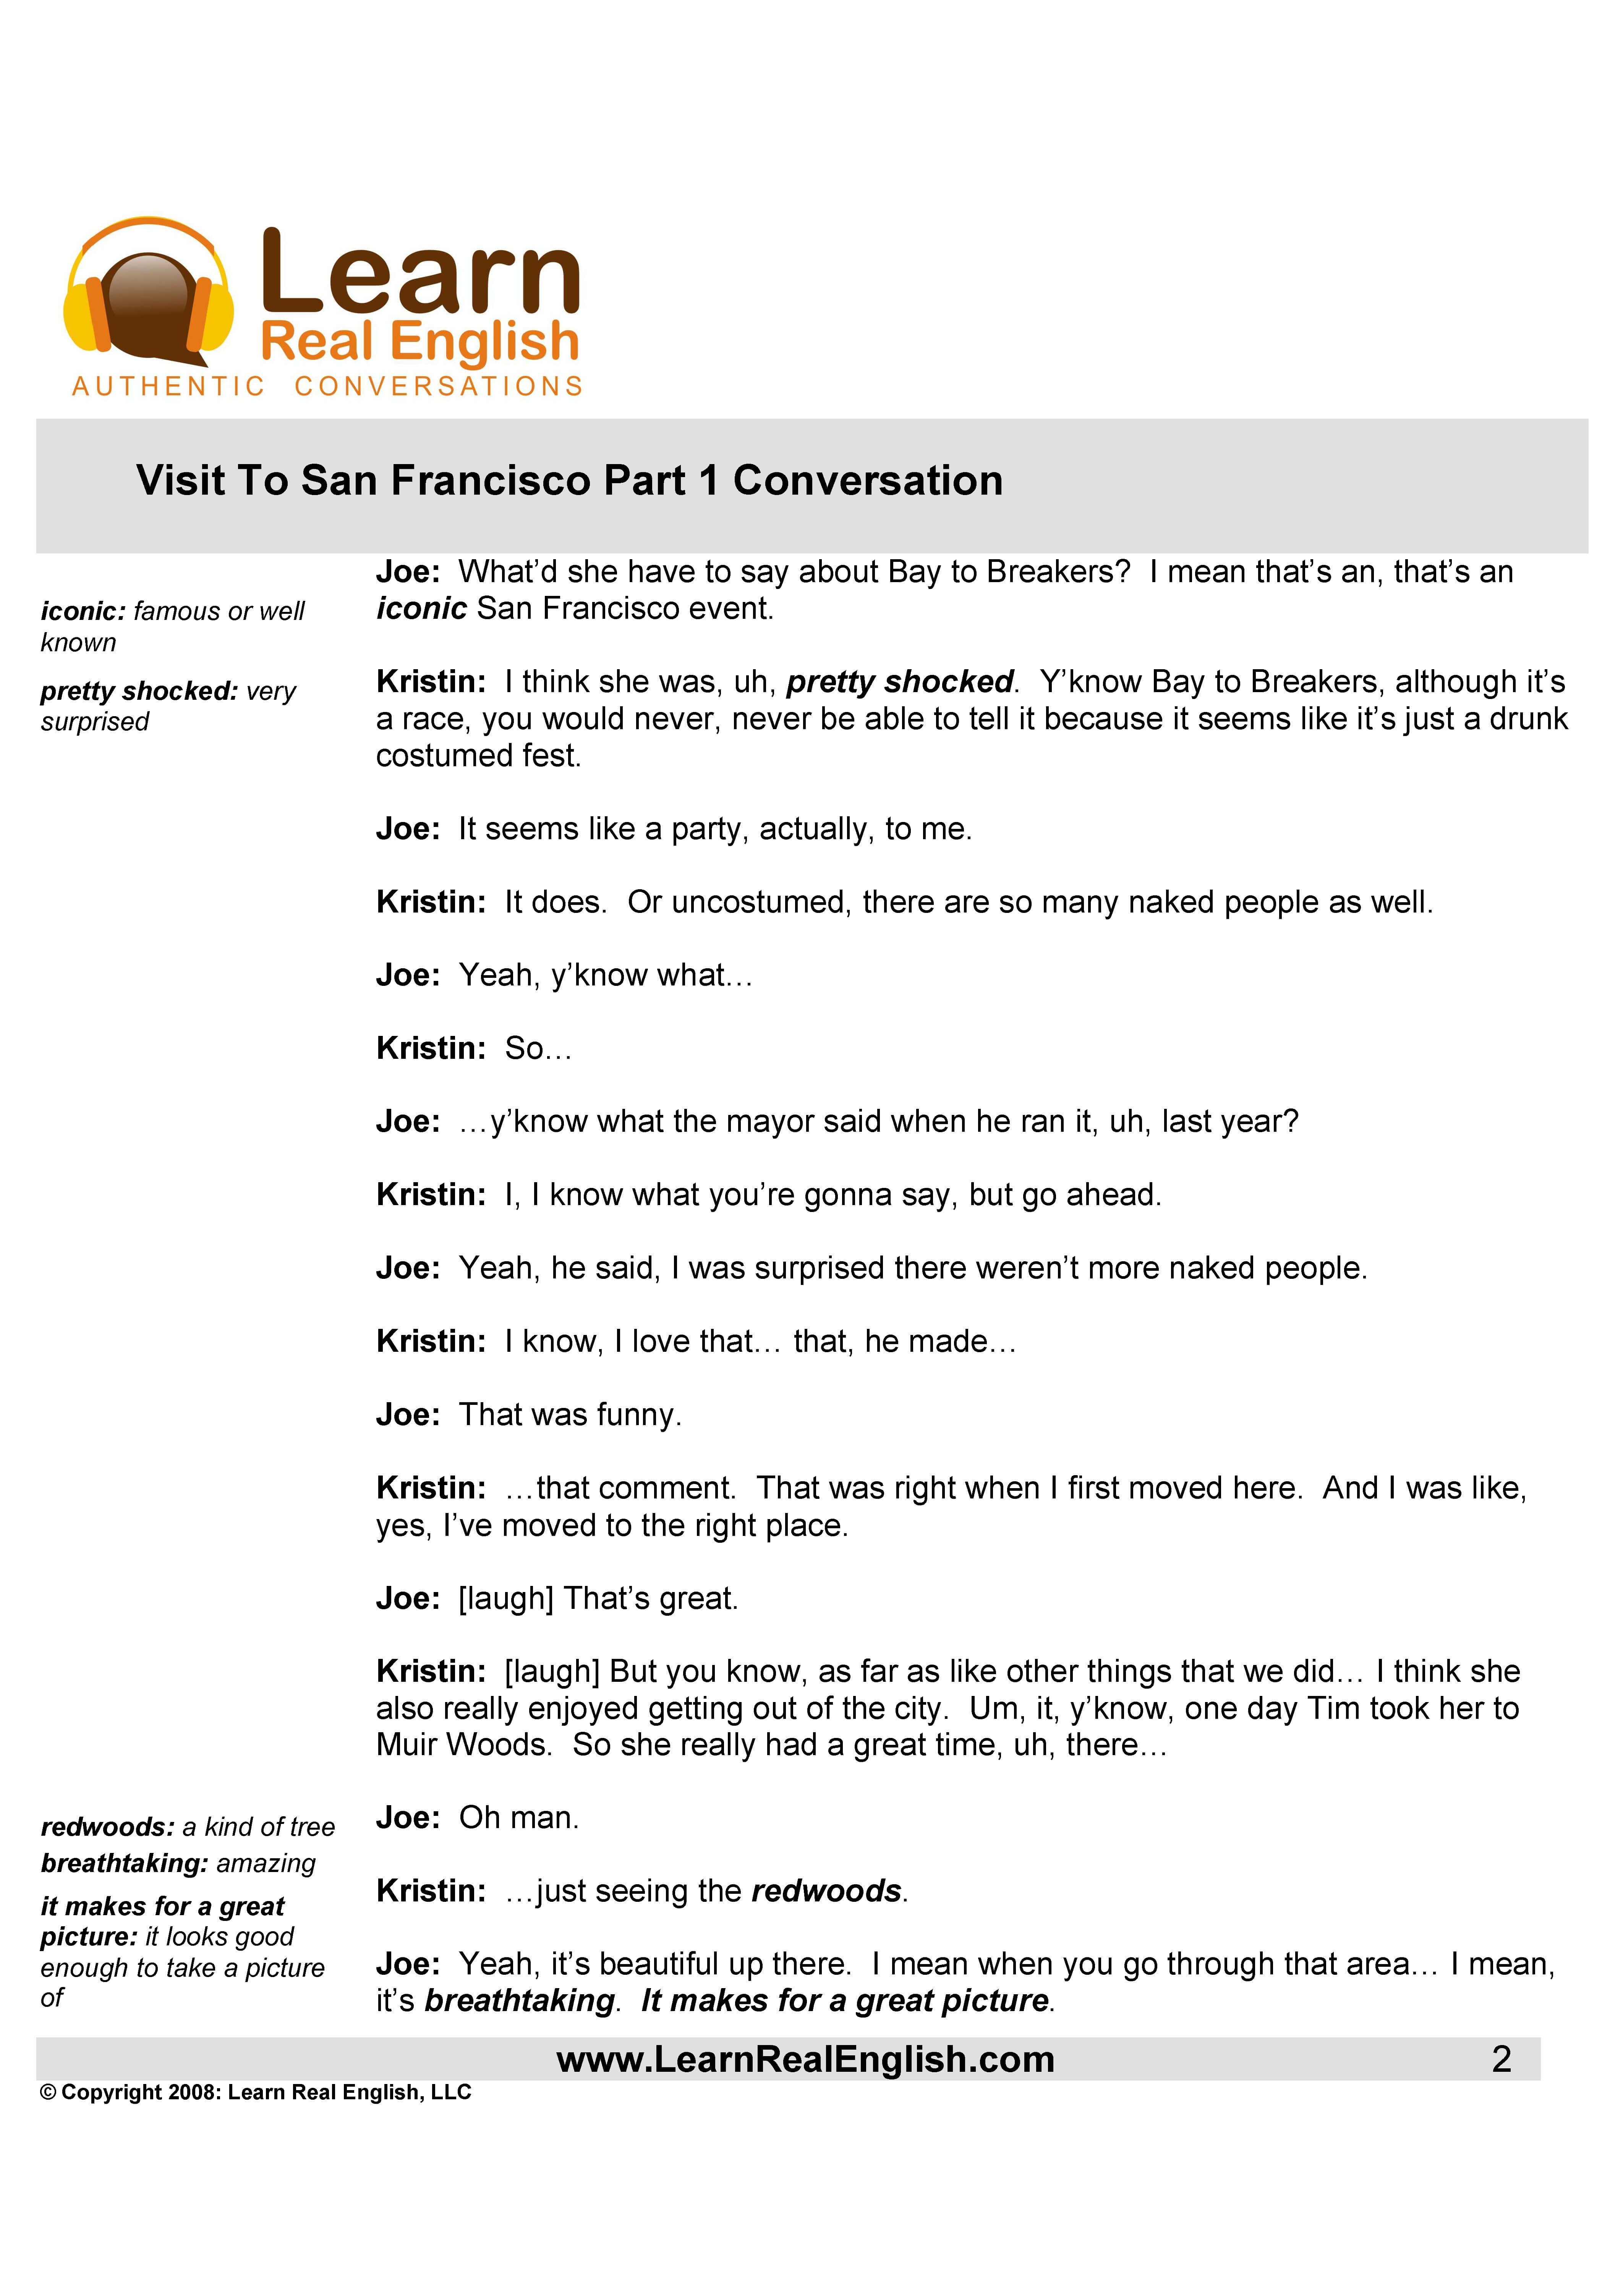 Learn
Real English
AUTHENTIC CONVERSATIONS
Visit To San Francisco Part 1 Conversation
iconic: famous or well
known
pretty shocked: very
surprised
Joe: What’d she have to say about Bay to Breakers? I mean that’s an, that’s an
iconic San Francisco event.
Kristin: I think she was, uh, pretty shocked. Y’know Bay to Breakers, although it’s
a race, you would never, never be able to tell it because it seems like it’s just a drunk
costumed fest.
Joe: It seems like a party, actually, to me.
Kristin: It does. Or uncostumed, there are so many naked people as well.
Joe: Yeah, y’know what…
Kristin: So…
Joe: …y’know what the mayor said when he ran it, uh, last year?
Kristin: I, I know what you’re gonna say, but go ahead.
Joe: Yeah, he said, I was surprised there weren’t more naked people.
Kristin: I know, I love that… that, he made…
Joe: That was funny.
Kristin: …that comment. That was right when I first moved here. And I was like,
yes, I’ve moved to the right place.
Joe: [laugh] That’s great.
Kristin: [laugh] But you know, as far as like other things that we did… I think she
also really enjoyed getting out of the city. Um, it, y’know, one day Tim took her to
Muir Woods. So she really had a great time, uh, there…
redwoods: a kind of tree
breathtaking: amazing
it makes for a great
picture: it looks good
enough to take a picture
of
Joe: Oh man.
Kristin: …just seeing the redwoods.
Joe: Yeah, it’s beautiful up there. I mean when you go through that area… I mean,
it’s breathtaking. It makes for a great picture.
www.LearnRealEnglish.com 2
© Copyright 2008: Learn Real English, LLC